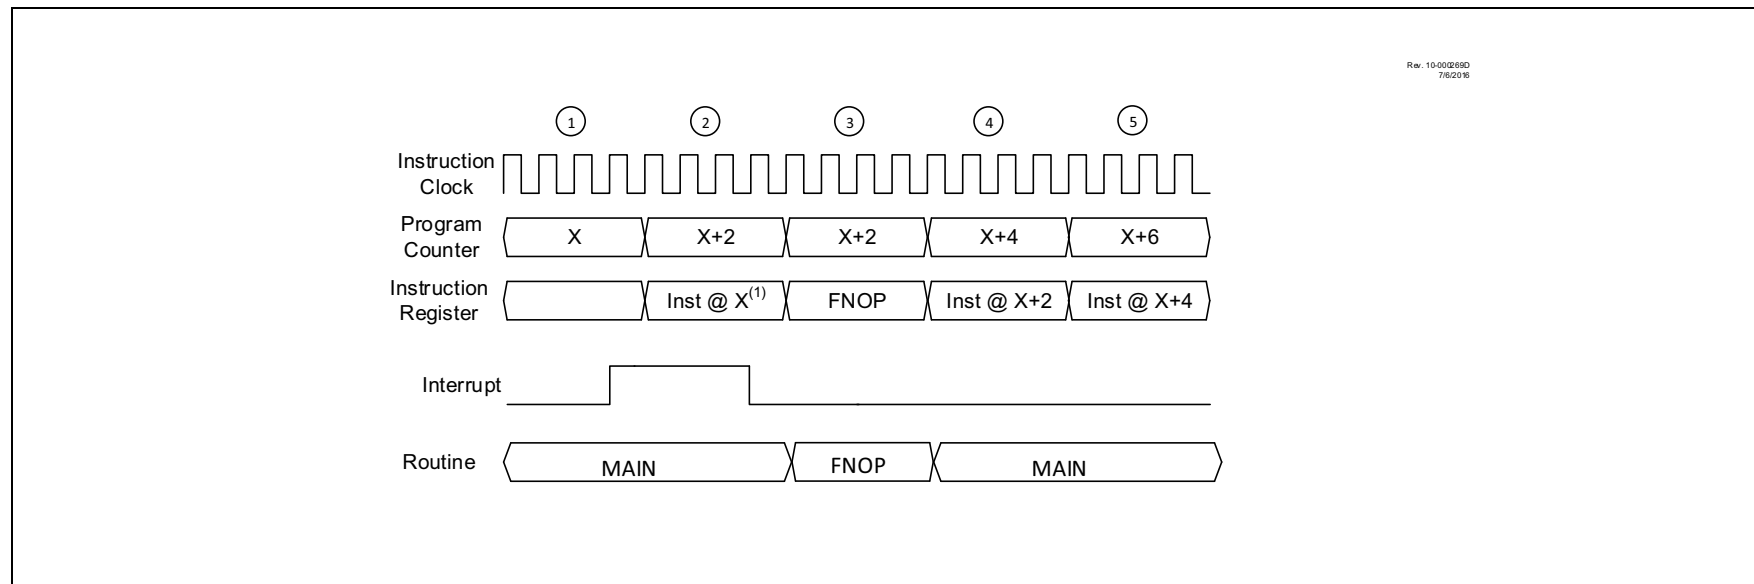 Rev. 10-000269D
7/6/2016
1 2 3 4 5
Instruction
Clock
Program
Counter
X X+2 X+2 X+4 X+6
Instruction
Register
Inst @ X(1) FNOP Inst @ X+2 Inst @ X+4
Interrupt
Routine MAIN FNOP MAIN